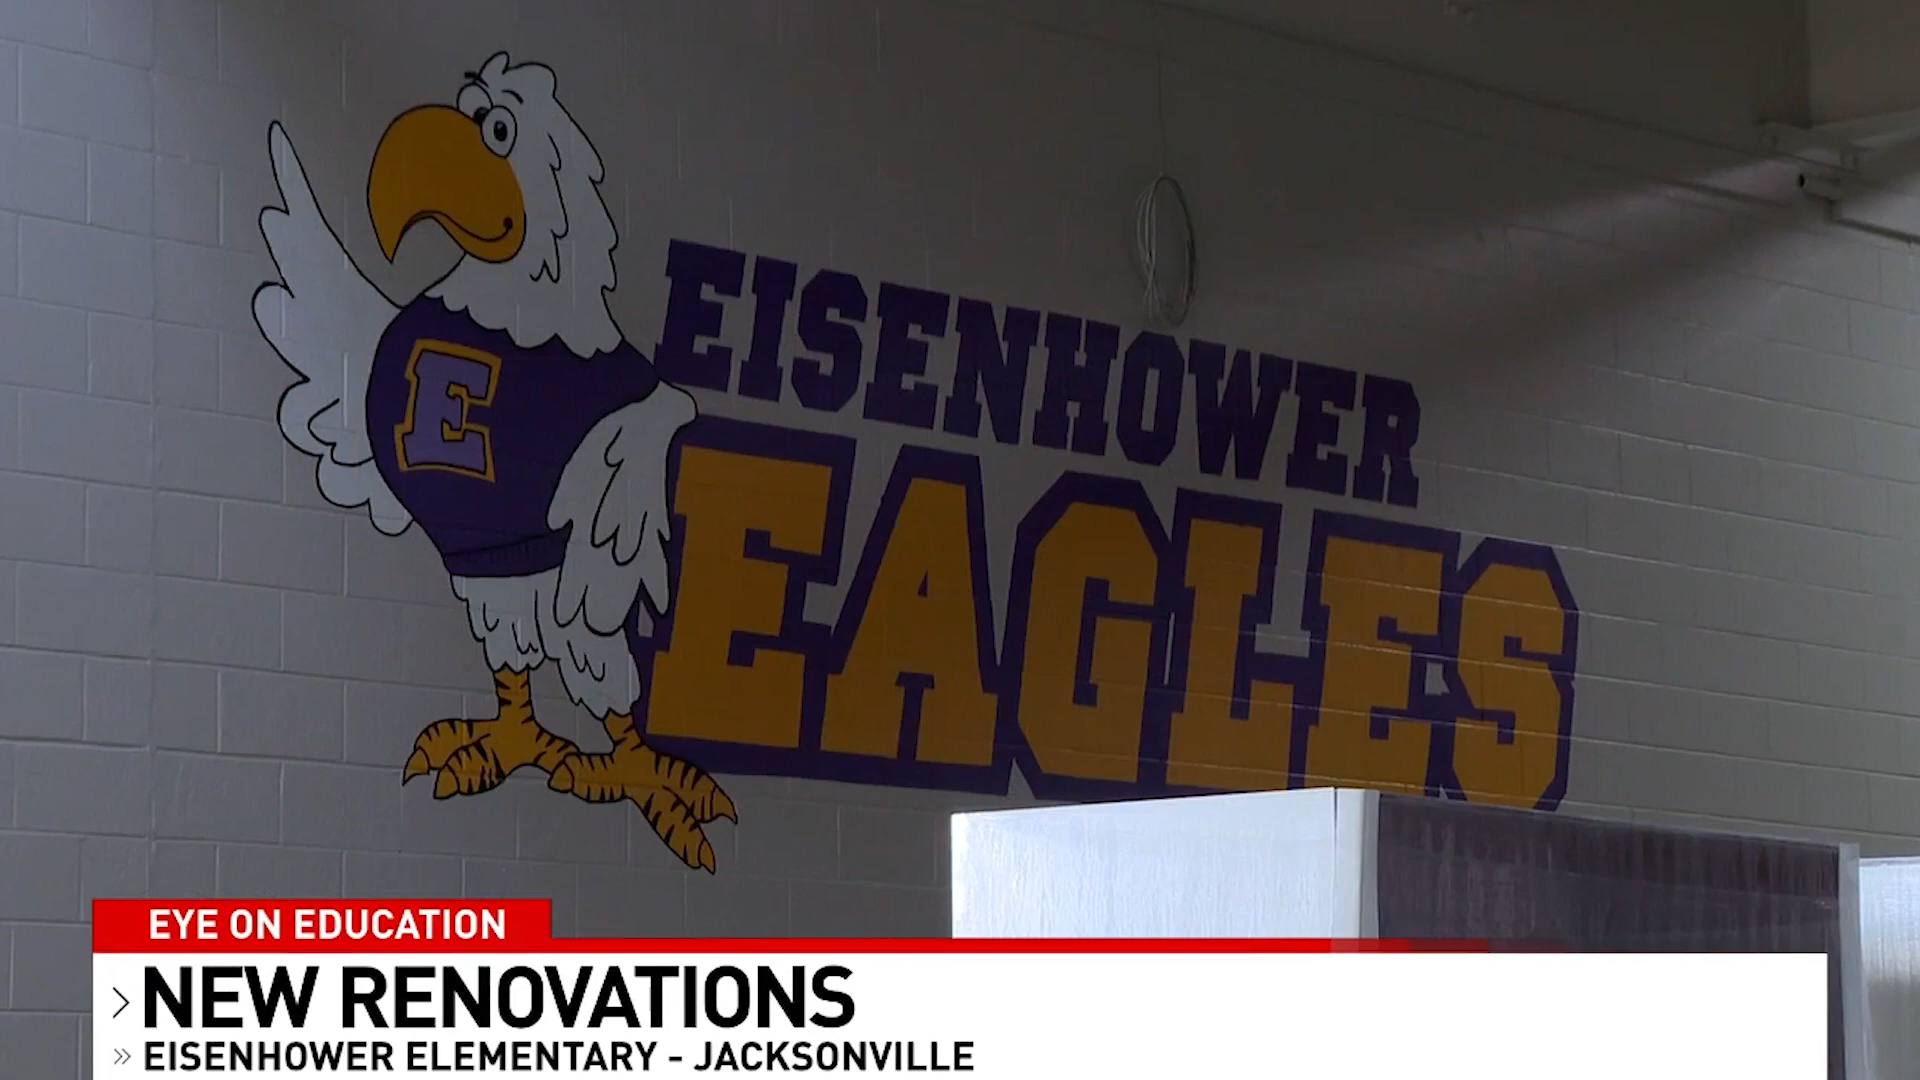 E
EISENHOWER
EAGLES
EYE ON EDUCATION
NEW RENOVATIONS
EISENHOWER ELEMENTARY - JACKSONVILLE